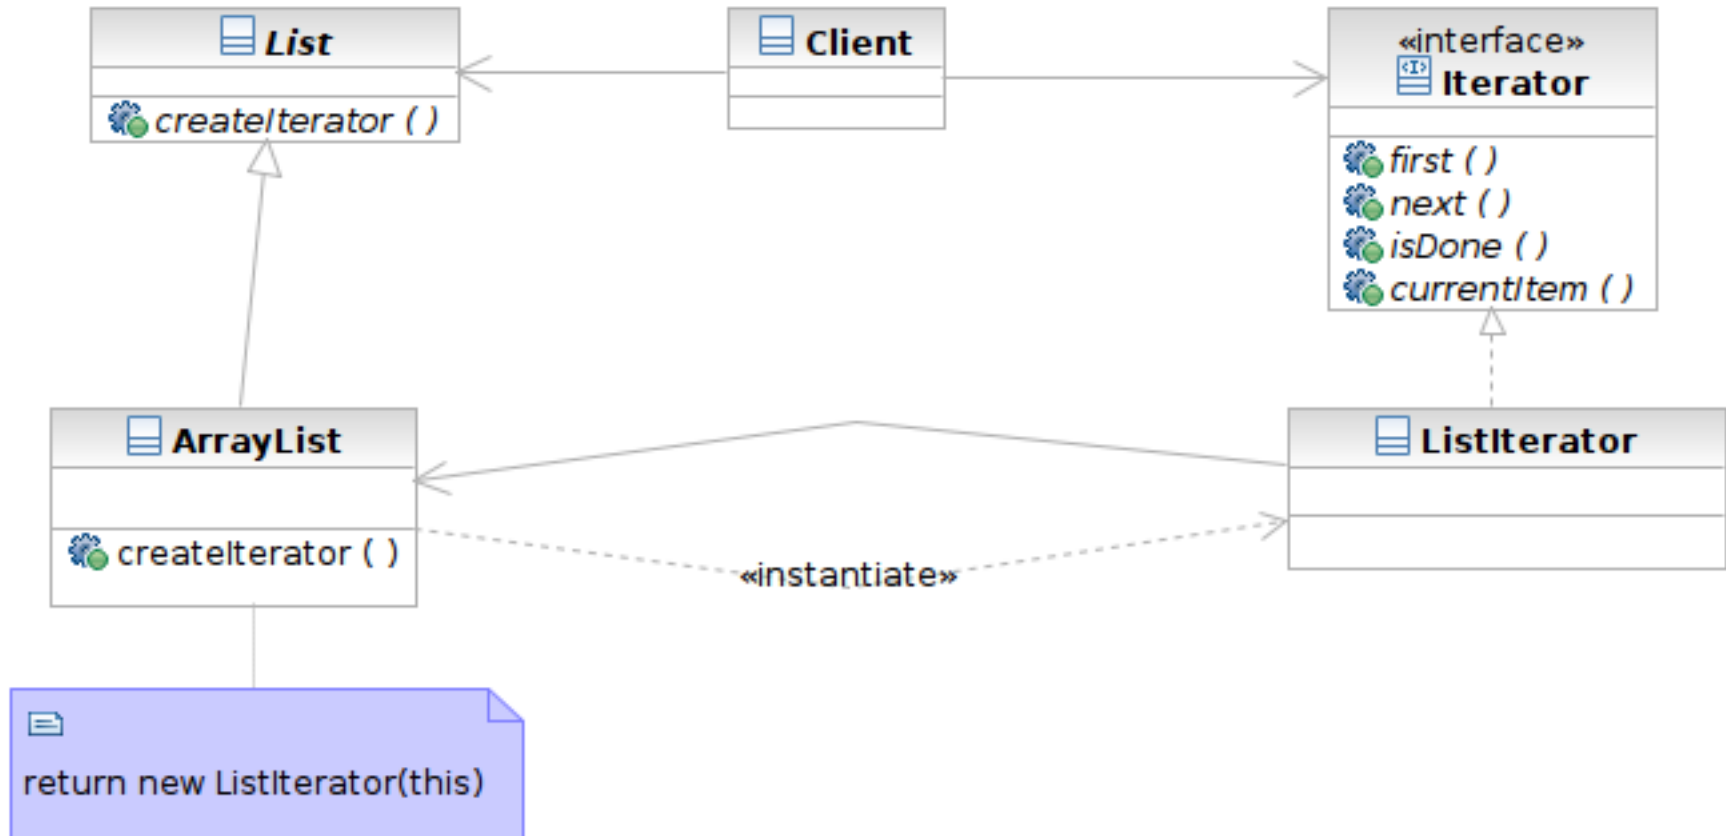 List
createIterator ( )
Client
«interface»
Iterator
first ( )
next ( )
isDone ( )
currentItem ( )
ArrayList
createIterator ( )
ListIterator
«instantiate»
return new ListIterator(this)